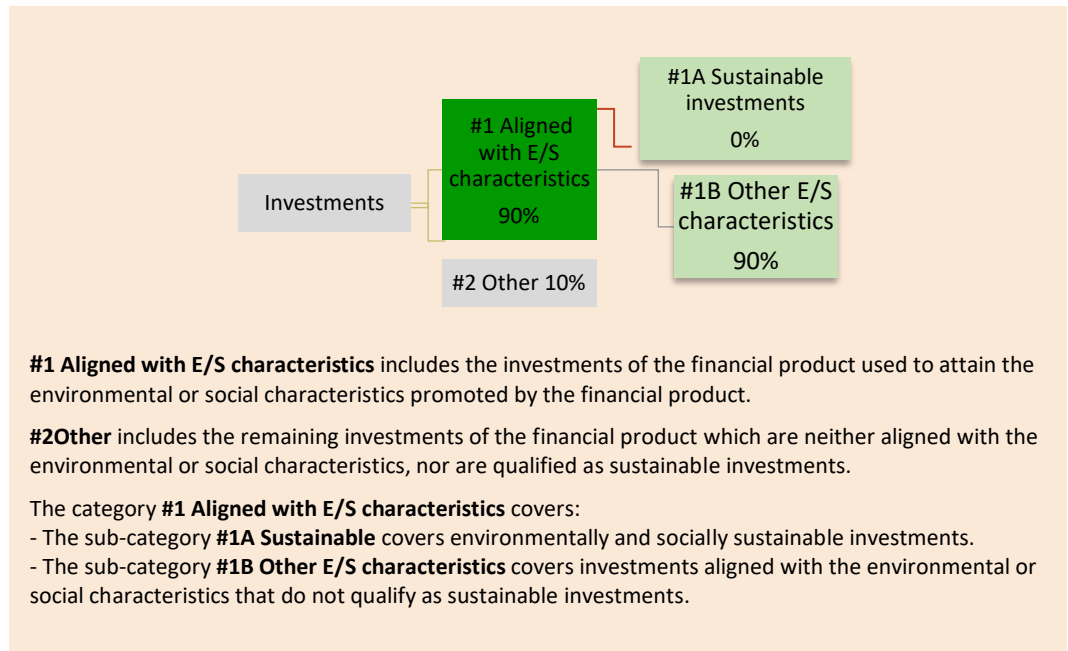 #1A Sustainable
investments
0%
#1 Aligned
with E/S
characteristics
90%
Investments
#1B Other E/S
characteristics
90%
#2 Other 10%
#1 Aligned with E/S characteristics includes the investments of the financial product used to attain the
environmental or social characteristics promoted by the financial product.
#2Other includes the remaining investments of the financial product which are neither aligned with the
environmental or social characteristics, nor are qualified as sustainable investments.
The category #1 Aligned with E/S characteristics covers:
- The sub-category #1A Sustainable covers environmentally and socially sustainable investments.
- The sub-category #1B Other E/S characteristics covers investments aligned with the environmental or
social characteristics that do not qualify as sustainable investments.